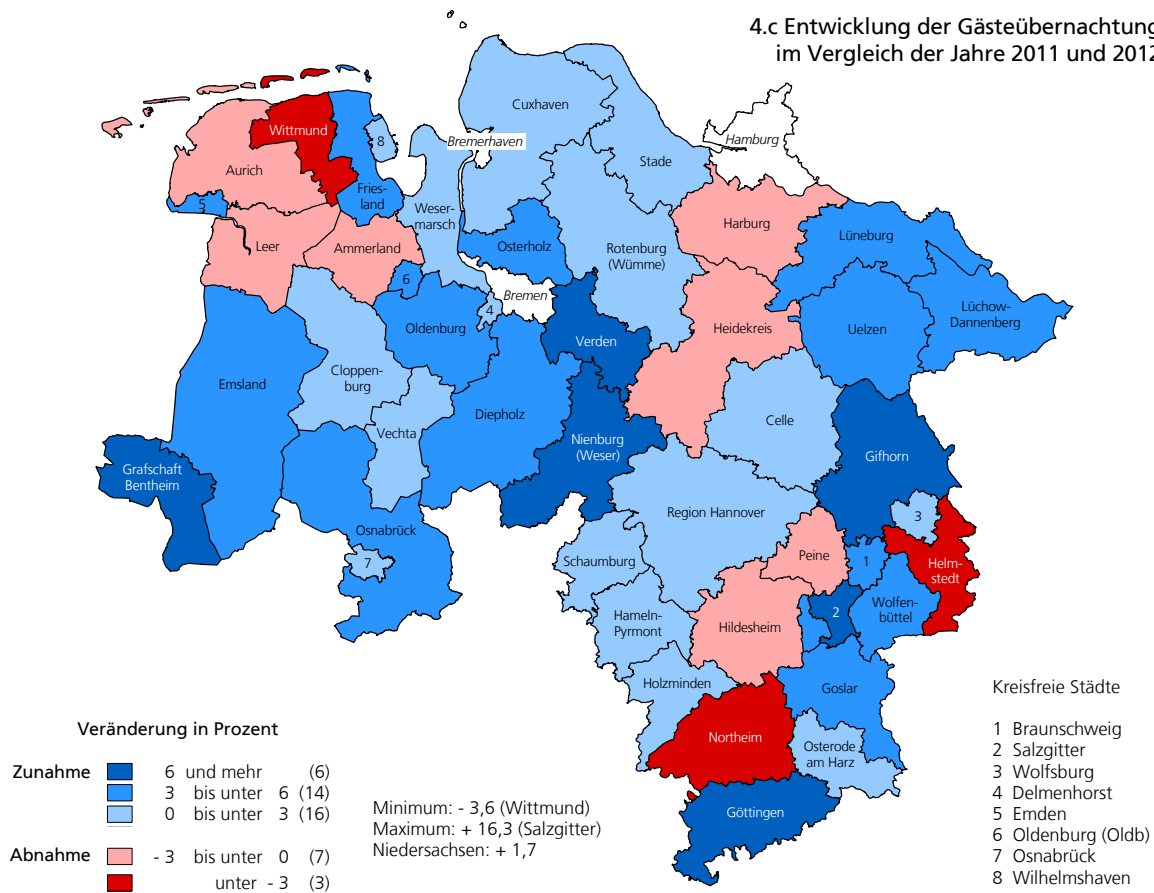 4.c Entwicklung der Gästeübernachtung
im Vergleich der Jahre 2011 und 2012
Cuxhaven
Wittmund
8
Bremerhaven
Hamburg
Stade
Aurich
Fries-
land
5
Weser-
marsch
Harburg
Leer
Ammerland
Osterholz
Rotenburg
(Wümme)
Lüneburg
6
Bremen
4
Oldenburg
Verden
Heidekreis
Uelzen
Lüchow-
Dannenberg
Emsland
Cloppen-
burg
Diepholz
Celle
Vechta
Nienburg
(Weser)
Gifhorn
Grafschaft
Bentheim
Region Hannover
3
Osnabrück
7
Schaumburg
Peine
1
Helm-
stedt
Hameln-
Pyrmont
Hildesheim
2
Wolfen-
büttel
Holzminden
Goslar
Northeim
Osterode
am Harz
Göttingen
Veränderung in Prozent
Zunahme
6 und mehr (6)
3 bis unter 6 (14)
0 bis unter 3 (16)
Abnahme
- 3 bis unter 0 (7)
unter - 3 (3)
Minimum: - 3,6 (Wittmund)
Maximum: + 16,3 (Salzgitter)
Niedersachsen: + 1,7
Kreisfreie Städte
1 Braunschweig
2 Salzgitter
3 Wolfsburg
4 Delmenhorst
5 Emden
6 Oldenburg (Oldb)
7 Osnabrück
8 Wilhelmshaven